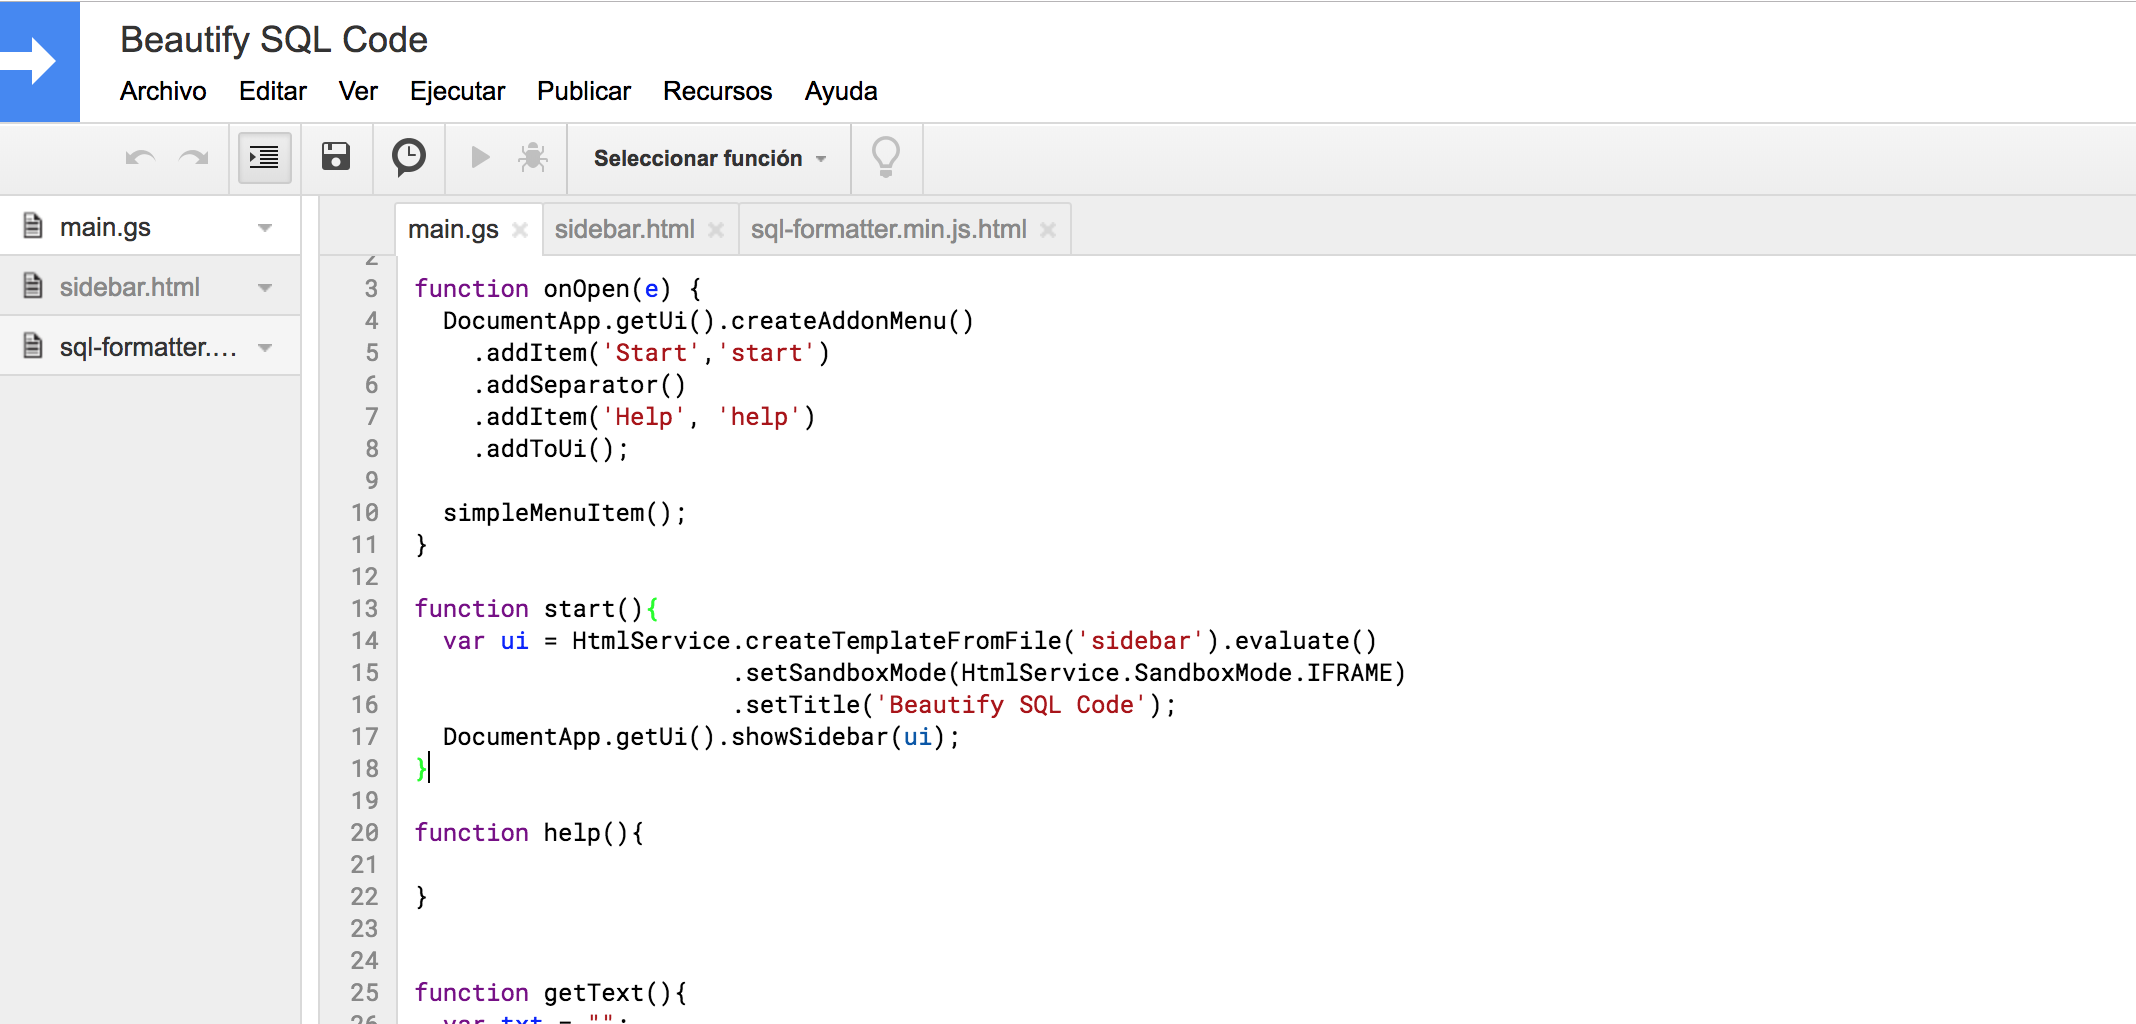 Beautify SQL Code
Archivo Editar Ver Ejecutar Publicar Recursos Ayuda
Seleccionar función
main.gs
sidebar.html
sql-formatter....
main.gs sidebar.html sql-formatter.min.js.html
2
3 function onOpen(e) {
4   DocumentApp.getUi().createAddonMenu()
5     .addItem('Start','start')
6     .addSeparator()
7     .addItem('Help', 'help')
8     .addToUi();
9
10   simpleMenuItem();
11 }
12
13 function start(){
14   var ui = HtmlService.createTemplateFromFile('sidebar').evaluate()
15                       .setSandboxMode(HtmlService.SandboxMode.IFRAME)
16                       .setTitle('Beautify SQL Code');
17   DocumentApp.getUi().showSidebar(ui);
18 }
19
20 function help(){
21
22 }
23
24
25 function getText(){
26   var txt = "";